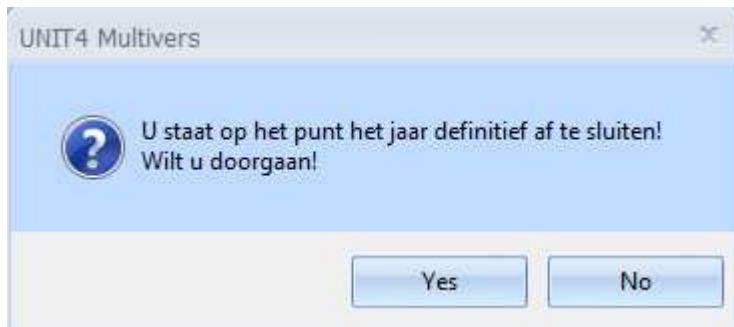 UNIT4 Multivers
U staat op het punt het jaar definitief af te sluiten!
Wilt u doorgaan!
Yes No